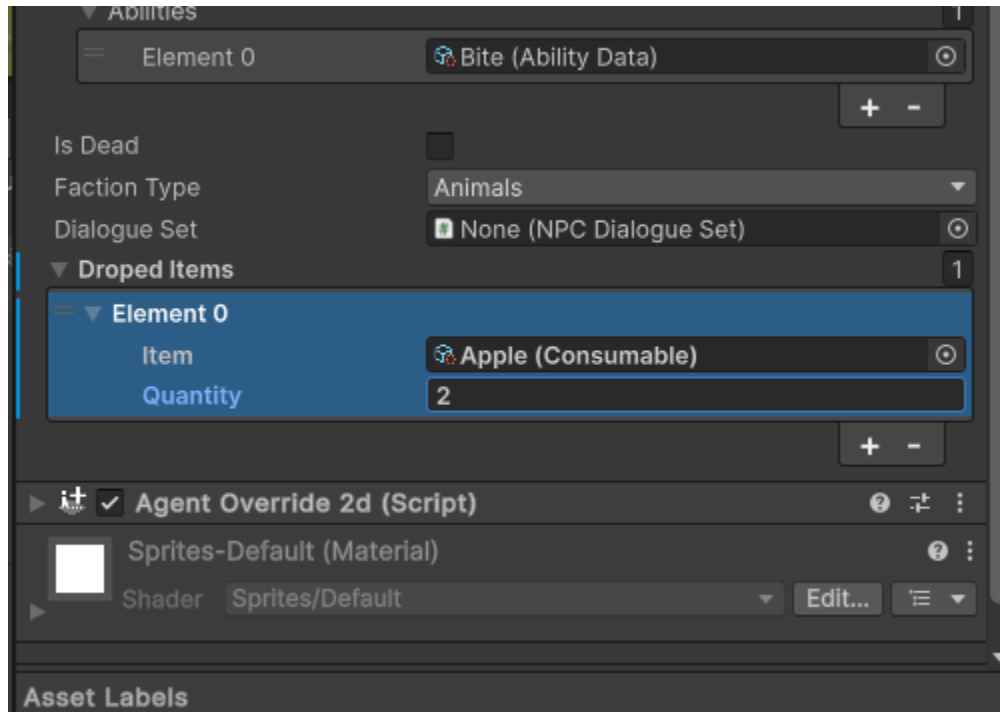 Abilities 1
Element 0 Bite (Ability Data)
+ -
Is Dead
Faction Type Animals
Dialogue Set # None (NPC Dialogue Set)
Droped Items 1
Element 0
Item Apple (Consumable)
Quantity 2
+ -
Agent Override 2d (Script)
Sprites-Default (Material)
Shader Sprites/Default Edit...
Asset Labels